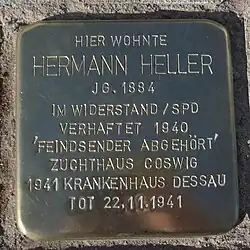 HIER WOHNTE
HERMANN HELLER
JG. 1884
IM WIDERSTAND / SPD
VERHAFTET 1940
'FEINDSENDER ABGEHÖRT'
ZUCHTHAUS COSWIG
1941 KRANKENHAUS DESSAU
TOT 22.11.1941